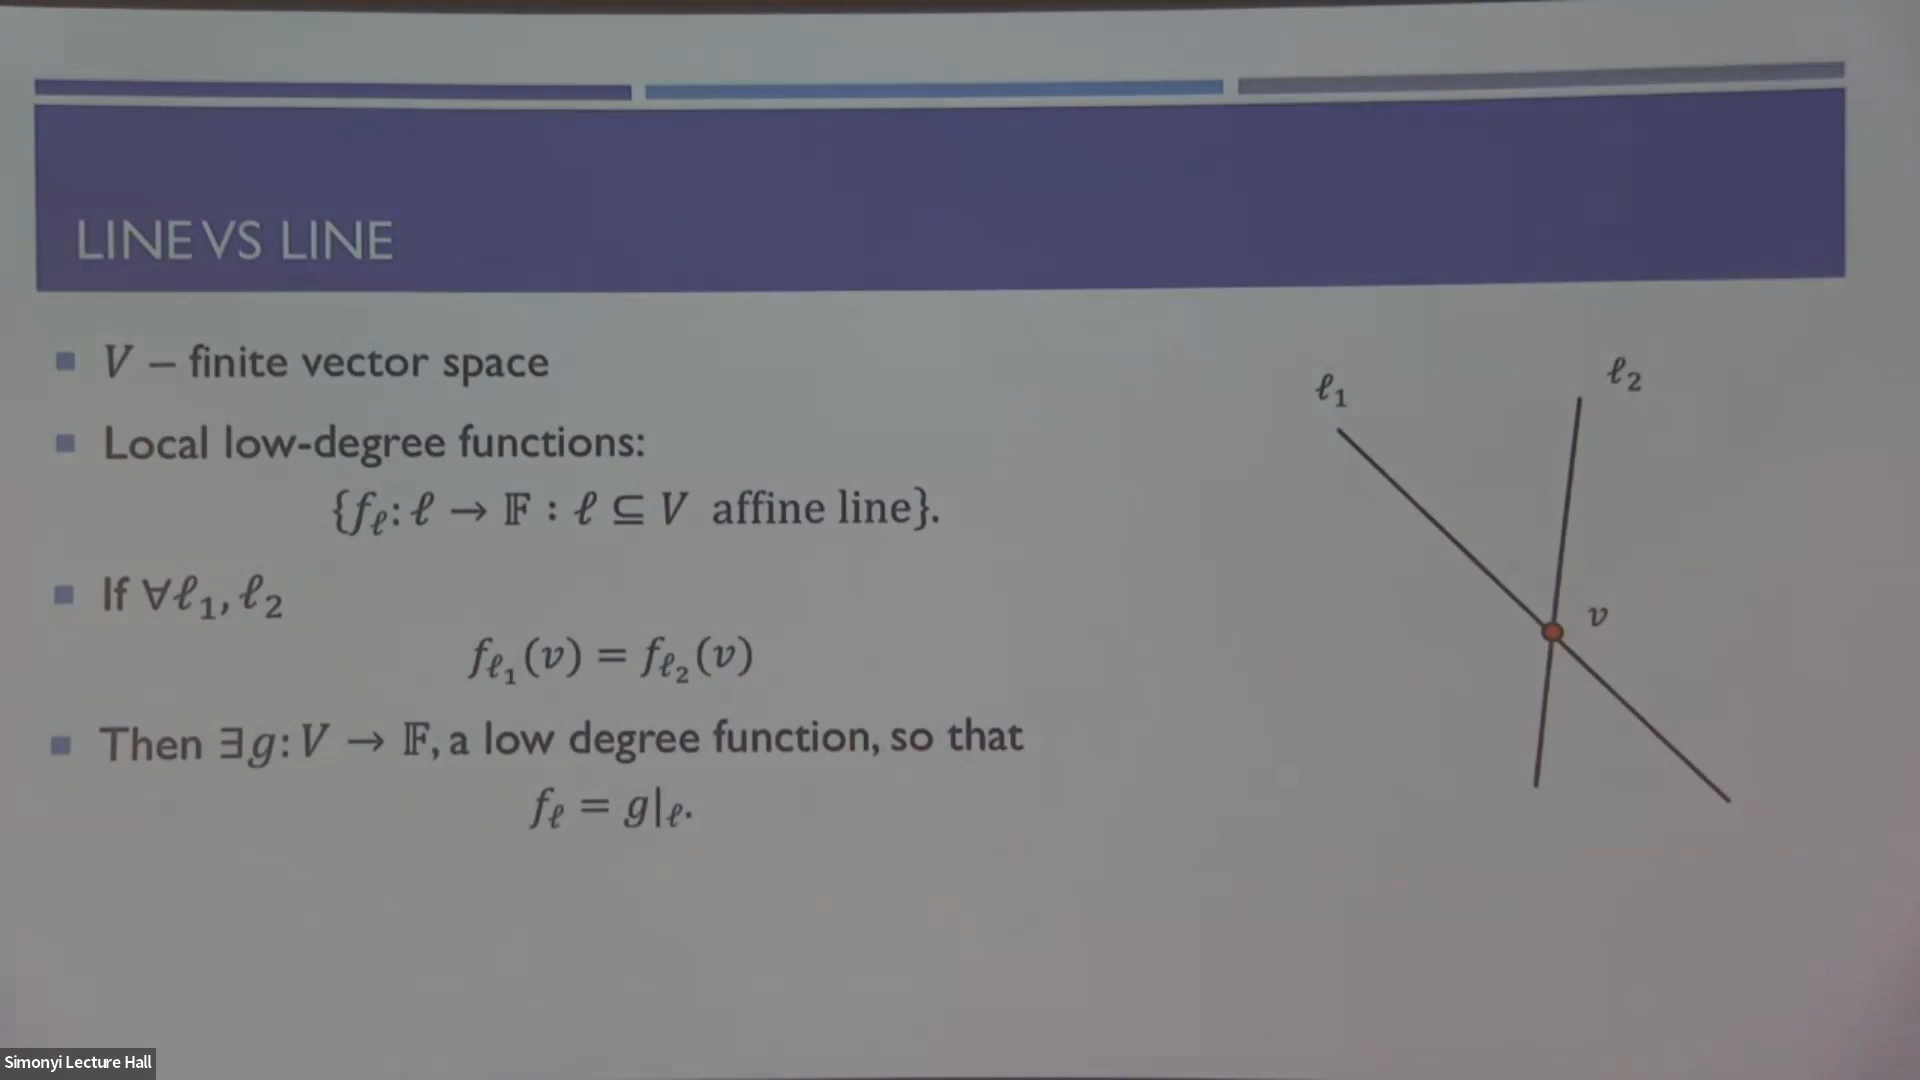 LINE VS LINE
V – finite vector space
Local low-degree functions:
{f_ℓ: ℓ → 𝔽 : ℓ ⊆ V affine line}.
If ∀ℓ₁, ℓ₂
f_ℓ₁(v) = f_ℓ₂(v)
Then ∃g: V → 𝔽, a low degree function, so that
f_ℓ = g|_ℓ.
ℓ₁
ℓ₂
v
Simonyi Lecture Hall